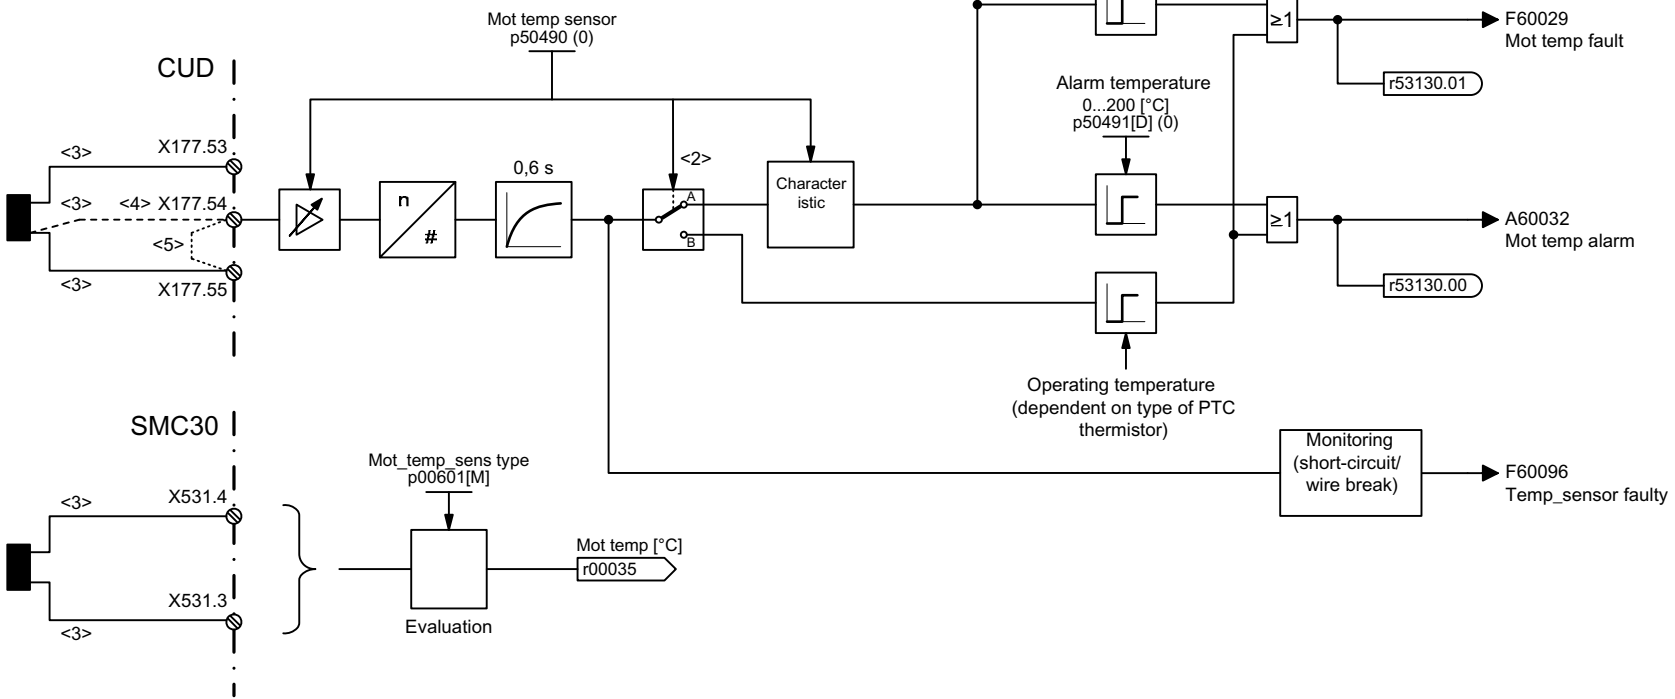 Mot temp sensor
p50490 (0)
≥1
F60029
Mot temp fault
r53130.01
CUD
Alarm temperature
0...200 [°C]
p50491[D] (0)
<3>
X177.53
0,6 s
<2>
<3>
<4>
X177.54
n
#
A
B
Character
istic
≥1
A60032
Mot temp alarm
<5>
<3>
X177.55
r53130.00
Operating temperature
(dependent on type of PTC
thermistor)
SMC30
Mot_temp_sens type
p00601[M]
Monitoring
(short-circuit/
wire break)
F60096
Temp_sensor faulty
<3>
X531.4
Mot temp [°C]
r00035
X531.3
<3>
Evaluation